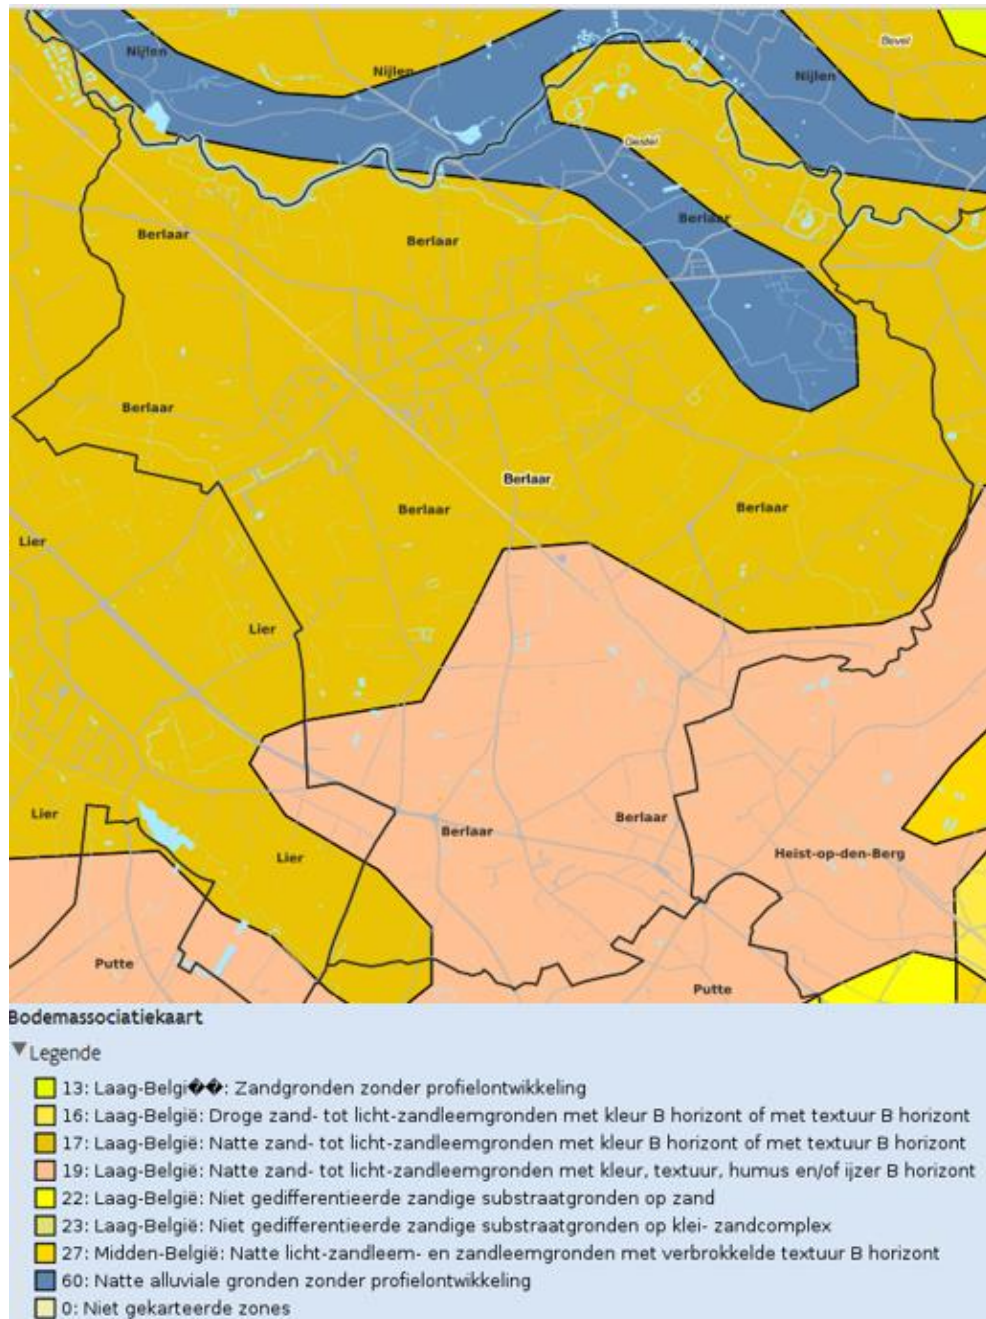 Bevel
Nijlen
Nijlen
Nijlen
Gestel
Berlaar
Berlaar
Berlaar
Berlaar
Berlaar
Berlaar
Berlaar
Lier
Lier
Lier
Lier
Berlaar
Berlaar
Heist-op-den-Berg
Putte
Putte
Bodemassociatiekaart
Legende
13: Laag-Belgi��: Zandgronden zonder profielontwikkeling
16: Laag-België: Droge zand- tot licht-zandleemgronden met kleur B horizont of met textuur B horizont
17: Laag-België: Natte zand- tot licht-zandleemgronden met kleur B horizont of met textuur B horizont
19: Laag-België: Natte zand- tot licht-zandleemgronden met kleur, textuur, humus en/of ijzer B horizont
22: Laag-België: Niet gedifferentieerde zandige substraatgronden op zand
23: Laag-België: Niet gedifferentieerde zandige substraatgronden op klei- zandcomplex
27: Midden-België: Natte licht-zandleem- en zandleemgronden met verbrokkelde textuur B horizont
60: Natte alluviale gronden zonder profielontwikkeling
0: Niet gekarteerde zones